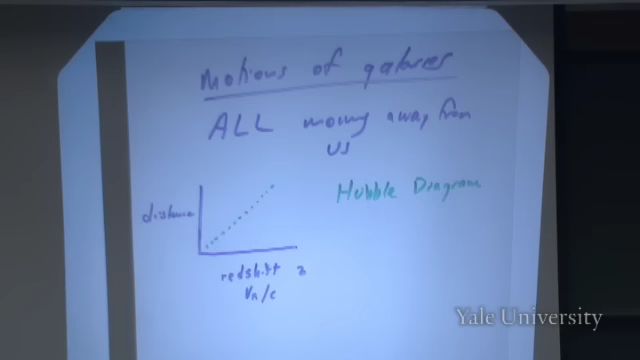 Motions of galaxies
ALL moving away from
us
Hubble Diagram
distance
redshift z
VR/c
Yale University